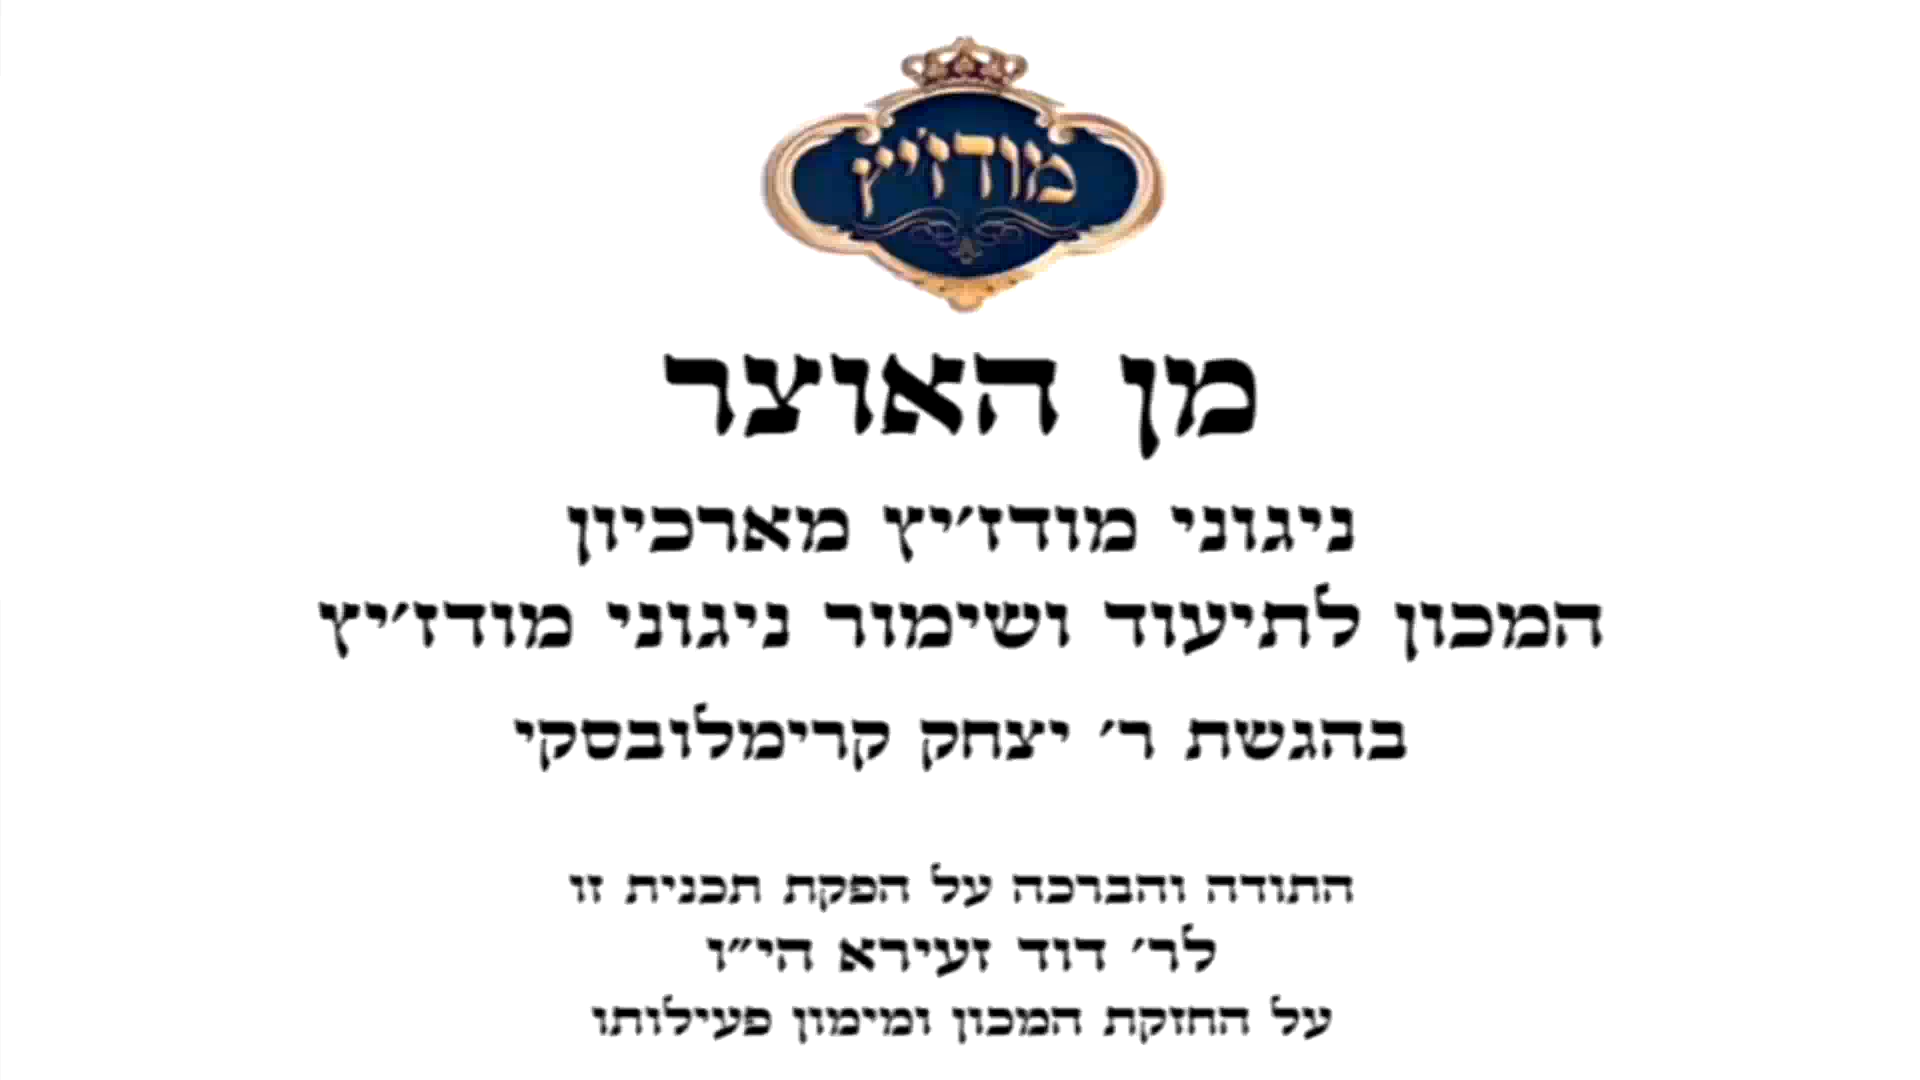 מודז'יץ
מן האוצר
ניגוני מודז׳יץ מארכיון
המכון לתיעוד ושימור ניגוני מודז׳יץ
בהגשת ר׳ יצחק קרימלובסקי
התודה והברכה על הפקת תכנית זו
לר׳ דוד זעירא הי״ו
על החזקת המכון ומימון פעילותו